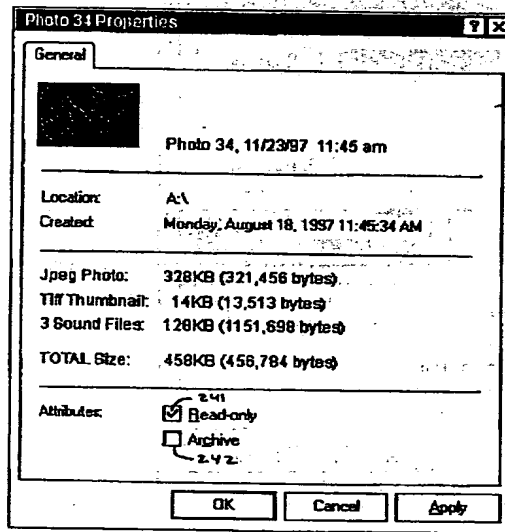 Photo 34 Properties
? X
General
Photo 34, 11/23/97 11:45 am
Location: A:\
Created: Monday, August 18, 1997 11:45:34 AM
Jpeg Photo: 328KB (321,456 bytes)
Tiff Thumbnail: 14KB (13,513 bytes)
3 Sound Files: 128KB (1151,698 bytes)
TOTAL Size: 458KB (456,784 bytes)
241
Attributes: Read-only
Archive
242
OK Cancel Apply